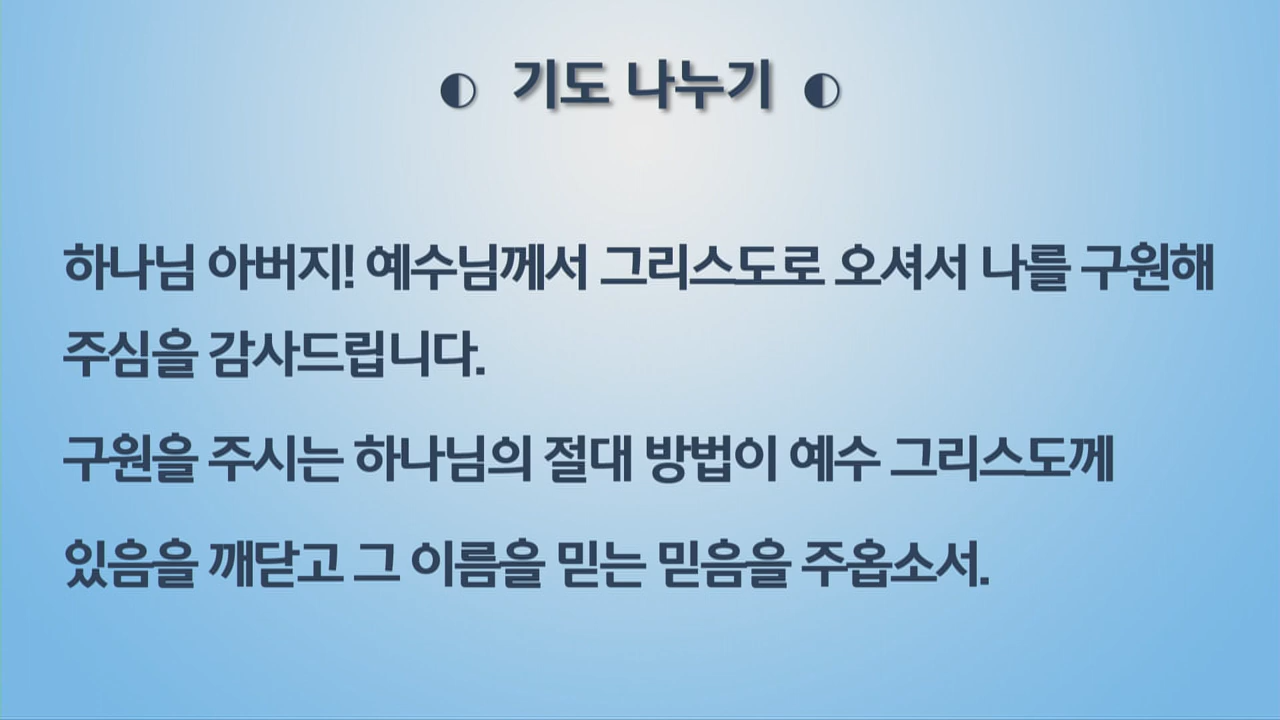 ◐ 기도 나누기 ◐
하나님 아버지! 예수님께서 그리스도로 오셔서 나를 구원해
주심을 감사드립니다.
구원을 주시는 하나님의 절대 방법이 예수 그리스도께
있음을 깨닫고 그 이름을 믿는 믿음을 주옵소서.